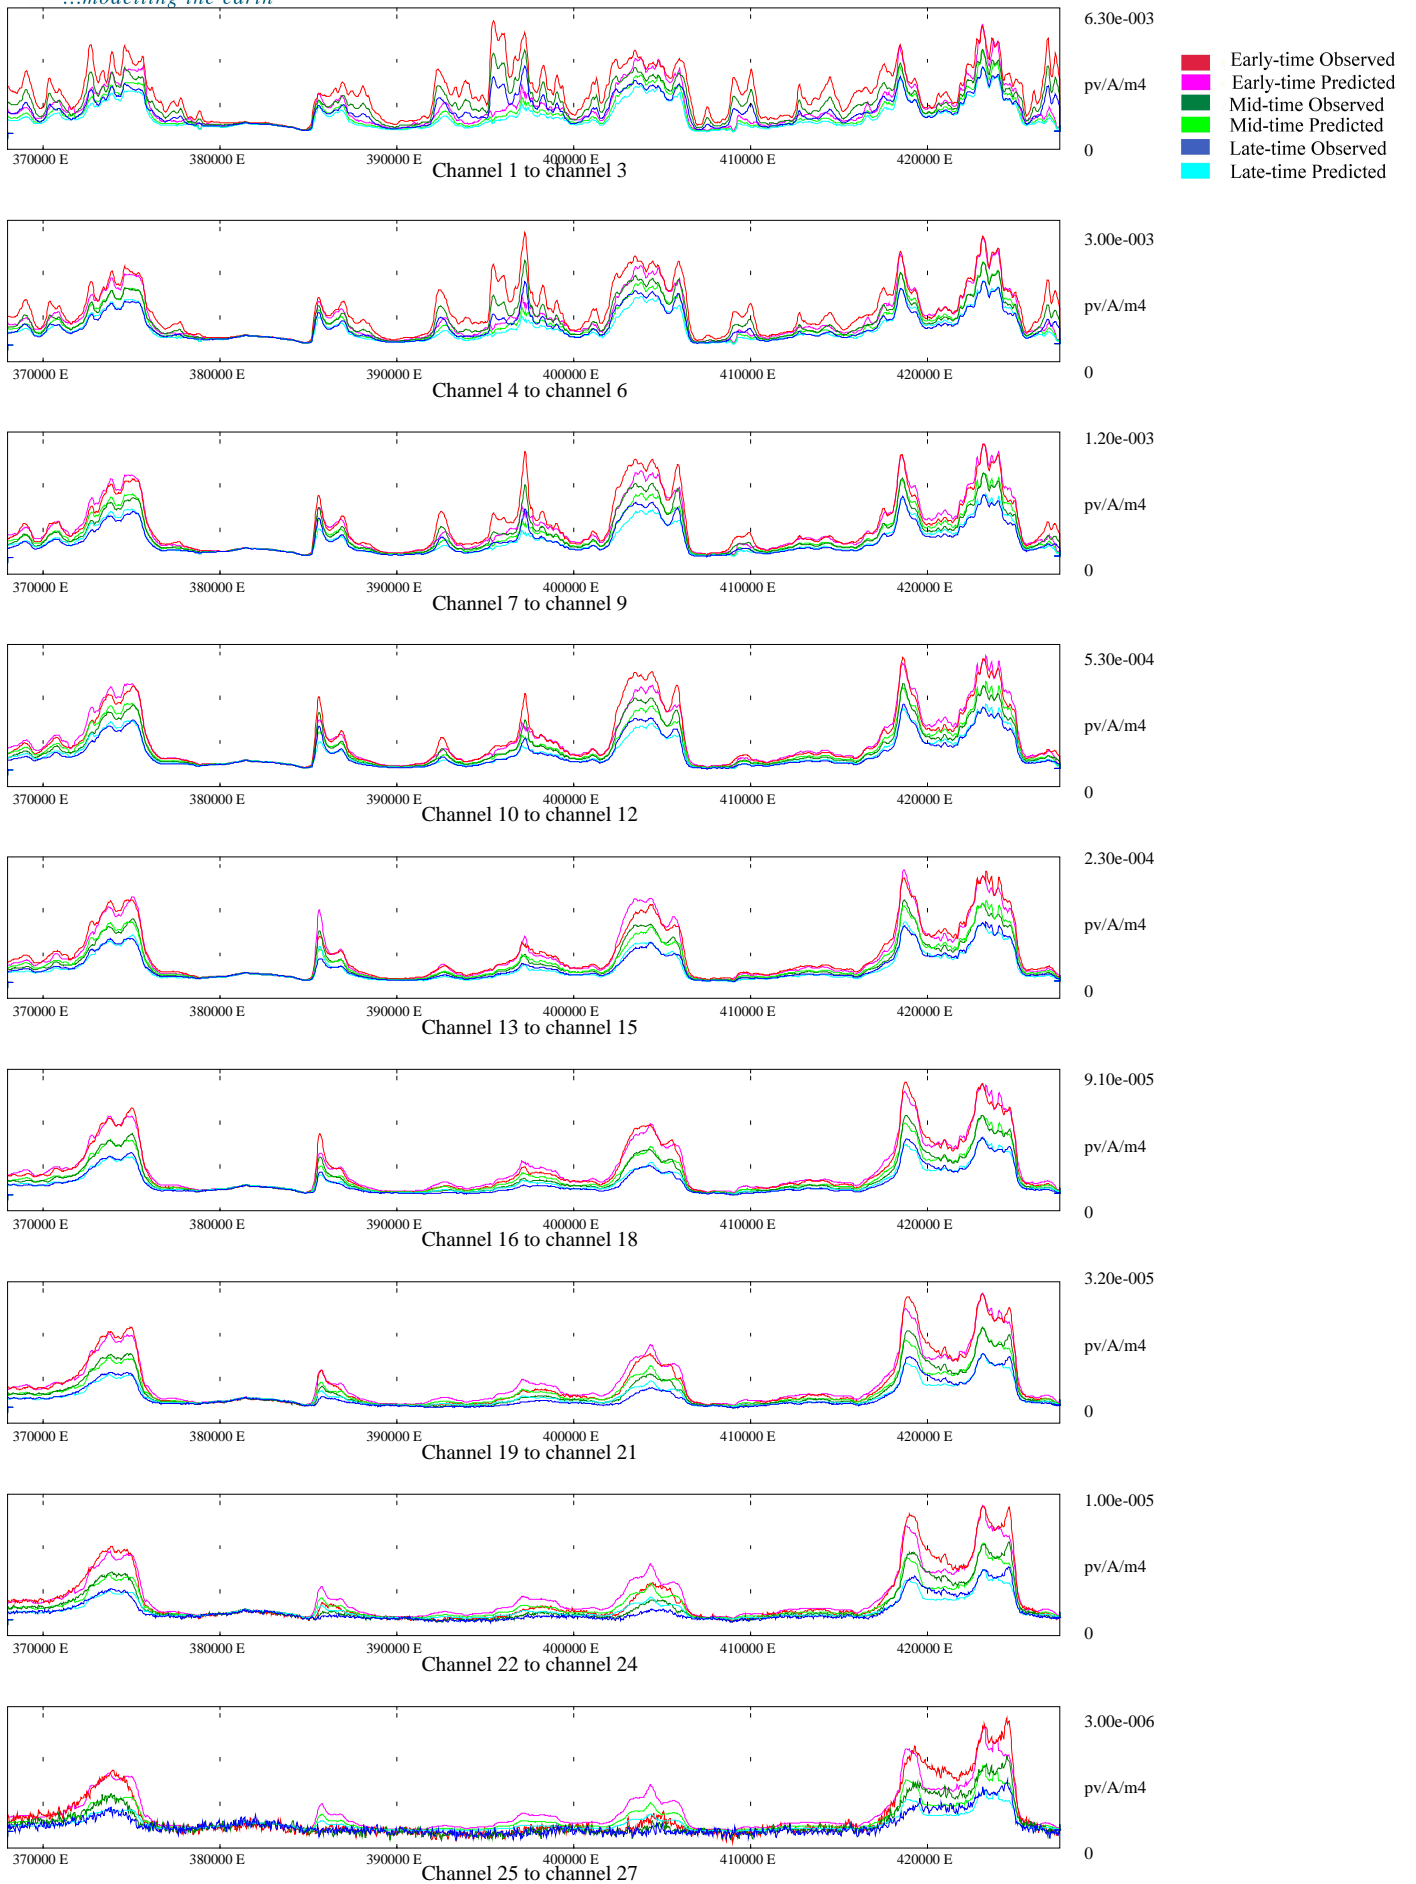 ...modelling the earth
6.30e-003
pv/A/m4
0
Early-time Observed
Early-time Predicted
Mid-time Observed
Mid-time Predicted
Late-time Observed
Late-time Predicted
370000 E 380000 E 390000 E 400000 E 410000 E 420000 E
Channel 1 to channel 3
3.00e-003
pv/A/m4
0
370000 E 380000 E 390000 E 400000 E 410000 E 420000 E
Channel 4 to channel 6
1.20e-003
pv/A/m4
0
370000 E 380000 E 390000 E 400000 E 410000 E 420000 E
Channel 7 to channel 9
5.30e-004
pv/A/m4
0
370000 E 380000 E 390000 E 400000 E 410000 E 420000 E
Channel 10 to channel 12
2.30e-004
pv/A/m4
0
370000 E 380000 E 390000 E 400000 E 410000 E 420000 E
Channel 13 to channel 15
9.10e-005
pv/A/m4
0
370000 E 380000 E 390000 E 400000 E 410000 E 420000 E
Channel 16 to channel 18
3.20e-005
pv/A/m4
0
370000 E 380000 E 390000 E 400000 E 410000 E 420000 E
Channel 19 to channel 21
1.00e-005
pv/A/m4
0
370000 E 380000 E 390000 E 400000 E 410000 E 420000 E
Channel 22 to channel 24
3.00e-006
pv/A/m4
0
370000 E 380000 E 390000 E 400000 E 410000 E 420000 E
Channel 25 to channel 27